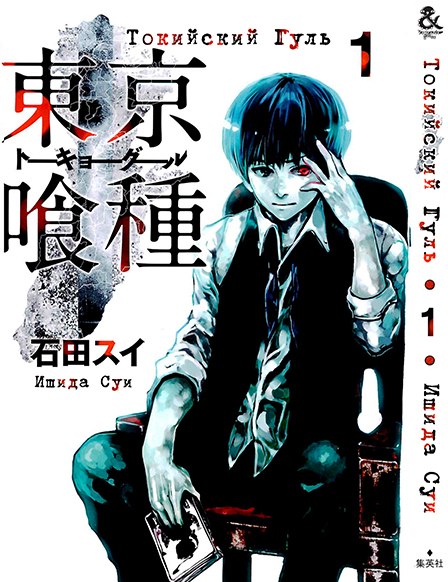 Токийский Гуль
1
東京
トーキョーグール
喰種
石田スイ
Ишида Суи
&
Токийский Гуль • 1 • Ишида Суи
集英社